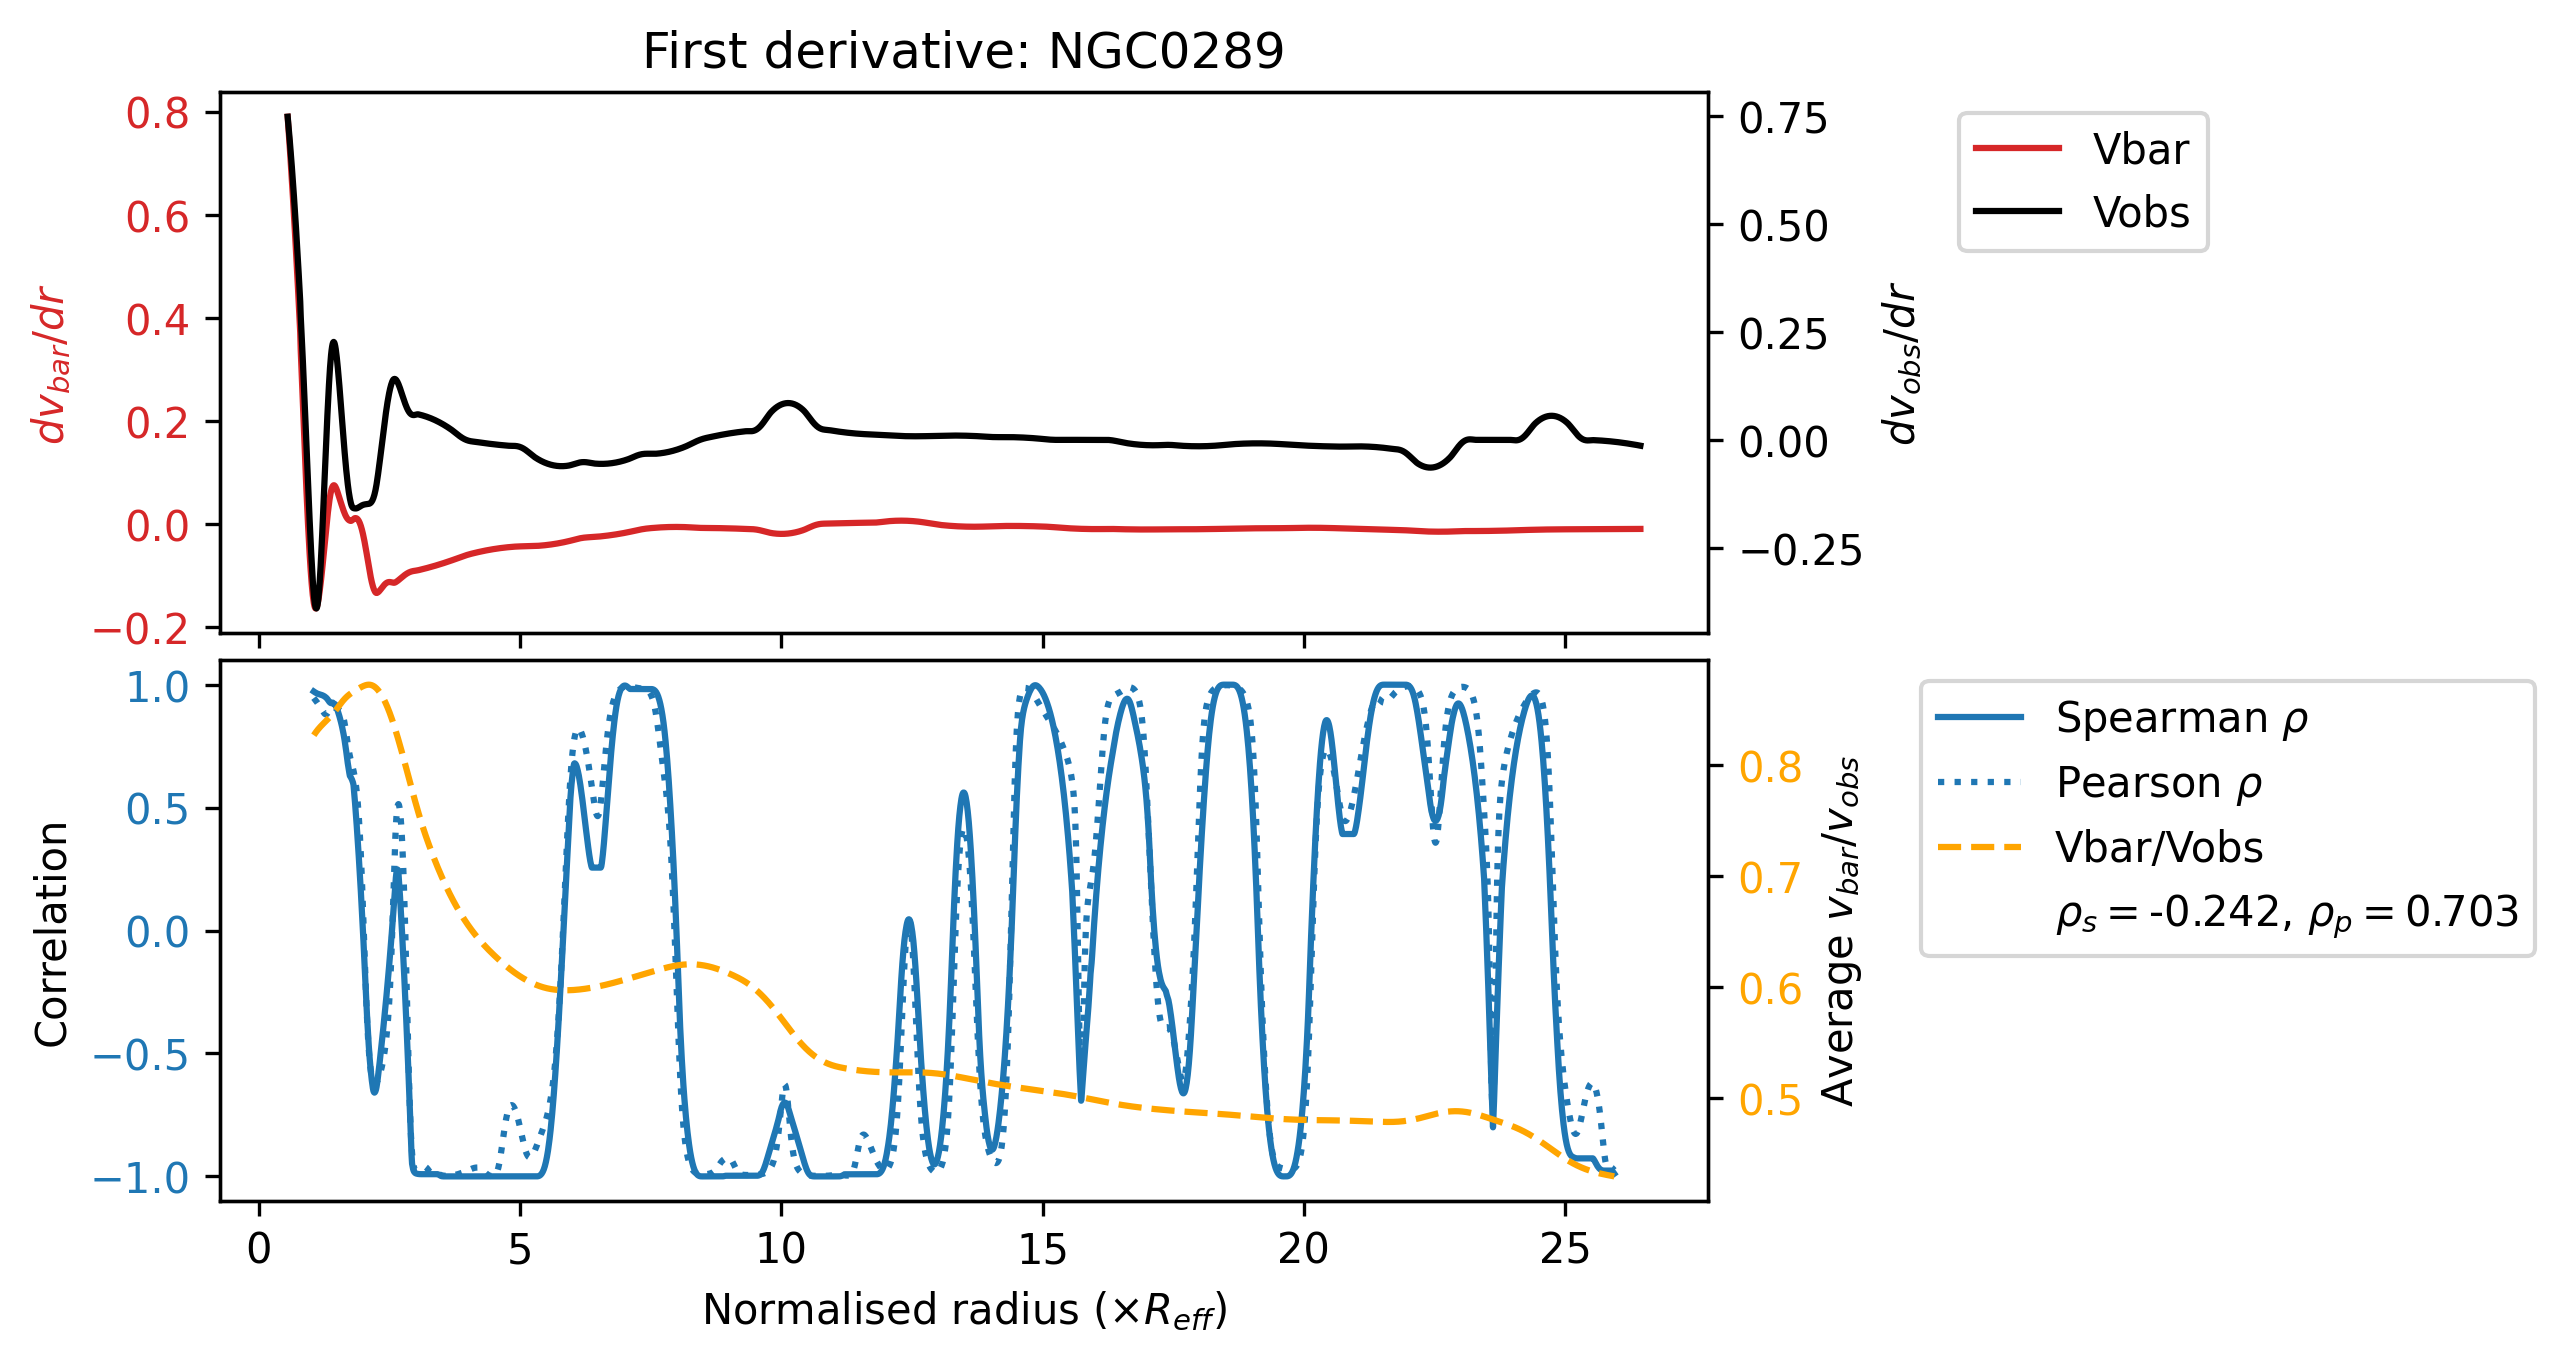 First derivative: NGC0289
0.8
0.6
0.4
0.2
0.0
−0.2
dv_bar/dr
0.75
0.50
0.25
0.00
−0.25
dv_obs/dr
Vbar
Vobs
1.0
0.5
0.0
−0.5
−1.0
Correlation
0.8
0.7
0.6
0.5
Average v_bar/v_obs
Spearman ρ
Pearson ρ
Vbar/Vobs
ρ_s = -0.242, ρ_p = 0.703
0 5 10 15 20 25
Normalised radius (×R_eff)